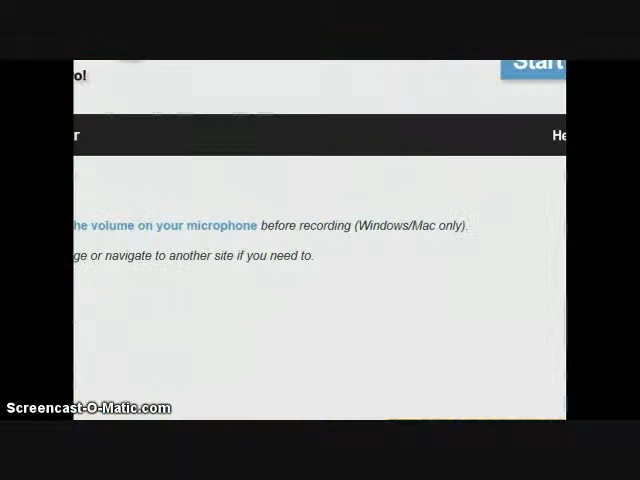 ro!
Start
r
He
he volume on your microphone before recording (Windows/Mac only).
ge or navigate to another site if you need to.
Screencast-O-Matic.com